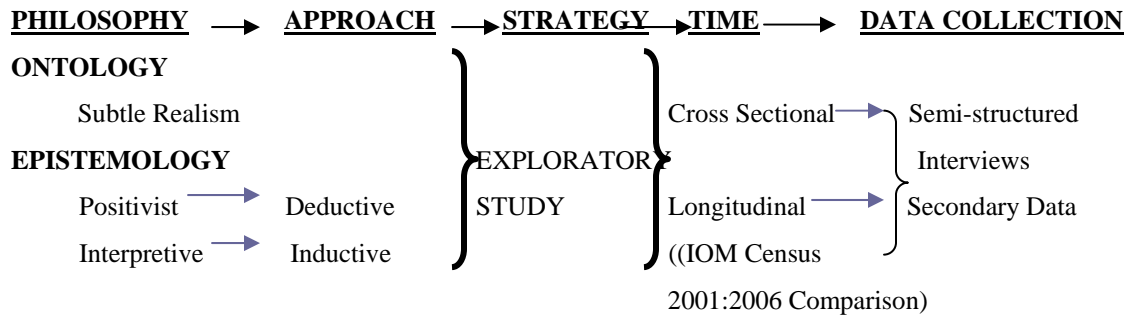 PHILOSOPHY APPROACH STRATEGY TIME DATA COLLECTION
ONTOLOGY
Subtle Realism Cross Sectional Semi-structured
EPISTEMOLOGY EXPLORATORY Interviews
Positivist Deductive STUDY Longitudinal Secondary Data
Interpretive Inductive ((IOM Census
2001:2006 Comparison)